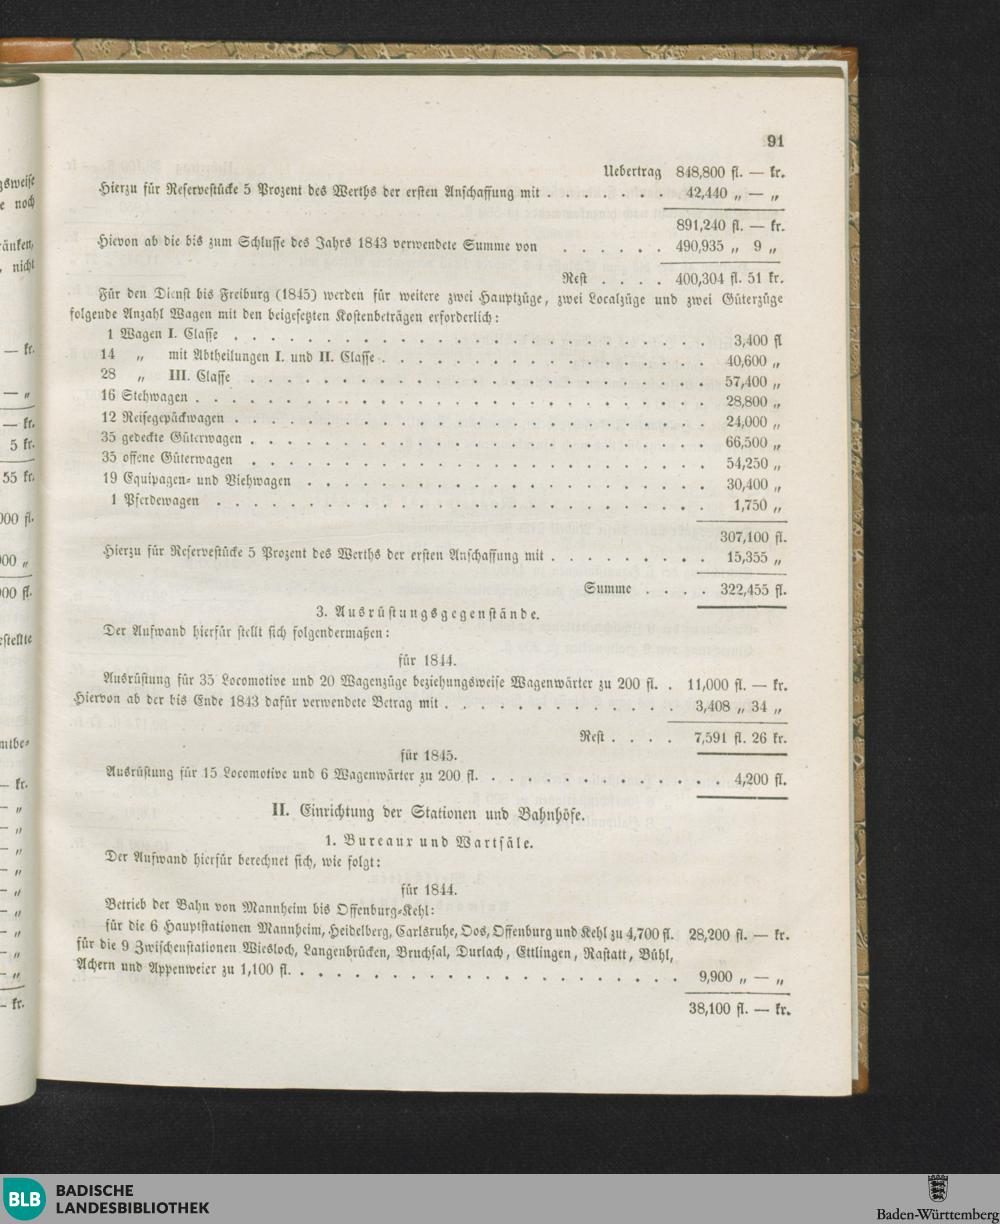 91
Uebertrag 848,800 fl. — kr.
Hierzu für Reservestücke 5 Prozent des Werths der ersten Anschaffung mit . . . . . . . 42,440 „ — „
891,240 fl. — kr.
Hievon ab die bis zum Schlusse des Jahrs 1843 verwendete Summe von . . . . . . 490,935 „ 9 „
Rest . . . . 400,304 fl. 51 kr.
Für den Dienst bis Freiburg (1845) werden für weitere zwei Hauptzüge, zwei Localzüge und zwei Güterzüge
folgende Anzahl Wagen mit den beigesetzten Kostenbeträgen erforderlich:
1 Wagen I. Classe . . . . . . . . . . . . . . . . . . . . . . . 3,400 fl
14 „ mit Abtheilungen I. und II. Classe . . . . . . . . . . . . . . . . 40,600 „
28 „ III. Classe . . . . . . . . . . . . . . . . . . . . . . 57,400 „
16 Stehwagen . . . . . . . . . . . . . . . . . . . . . . . . 28,800 „
12 Reisegepäckwagen . . . . . . . . . . . . . . . . . . . . . . 24,000 „
35 gedeckte Güterwagen . . . . . . . . . . . . . . . . . . . . . 66,500 „
35 offene Güterwagen . . . . . . . . . . . . . . . . . . . . . 54,250 „
19 Equipagen- und Viehwagen . . . . . . . . . . . . . . . . . . . 30,400 „
1 Pferdewagen . . . . . . . . . . . . . . . . . . . . . . . 1,750 „
307,100 fl.
Hierzu für Reservestücke 5 Prozent des Werths der ersten Anschaffung mit . . . . . . . . 15,355 „
Summe . . . . 322,455 fl.
3. Ausrüstungsgegenstände.
Der Aufwand hierfür stellt sich folgendermaßen:
für 1844.
Ausrüstung für 35 Locomotive und 20 Wagenzüge beziehungsweise Wagenwärter zu 200 fl. . 11,000 fl. — kr.
Hiervon ab der bis Ende 1843 dafür verwendete Betrag mit . . . . . . . . . . . 3,408 „ 34 „
Rest . . . . 7,591 fl. 26 kr.
für 1845.
Ausrüstung für 15 Locomotive und 6 Wagenwärter zu 200 fl. . . . . . . . . . . . . 4,200 fl.
II. Einrichtung der Stationen und Bahnhöfe.
1. Bureaux und Wartsäle.
Der Aufwand hierfür berechnet sich, wie folgt:
für 1844.
Betrieb der Bahn von Mannheim bis Offenburg-Kehl:
für die 6 Hauptstationen Mannheim, Heidelberg, Carlsruhe, Oos, Offenburg und Kehl zu 4,700 fl. 28,200 fl. — kr.
für die 9 Zwischenstationen Wiesloch, Langenbrücken, Bruchsal, Durlach, Ettlingen, Rastatt, Bühl,
Achern und Appenweier zu 1,100 fl. . . . . . . . . . . . . . . . . . . . 9,900 „ — „
38,100 fl. — kr.
BLB BADISCHE
LANDESBIBLIOTHEK
Baden-Württemberg